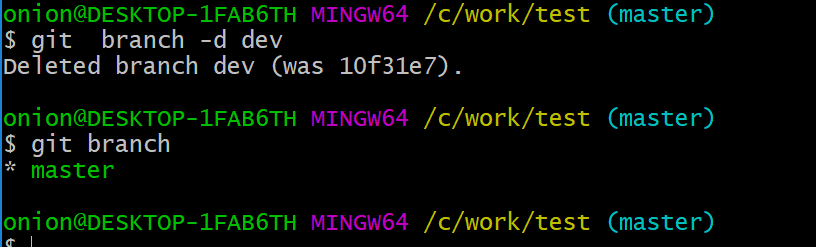 onion@DESKTOP-1FAB6TH MINGW64 /c/work/test (master)
$ git  branch -d dev
Deleted branch dev (was 10f31e7).
onion@DESKTOP-1FAB6TH MINGW64 /c/work/test (master)
$ git branch
* master
onion@DESKTOP-1FAB6TH MINGW64 /c/work/test (master)
$